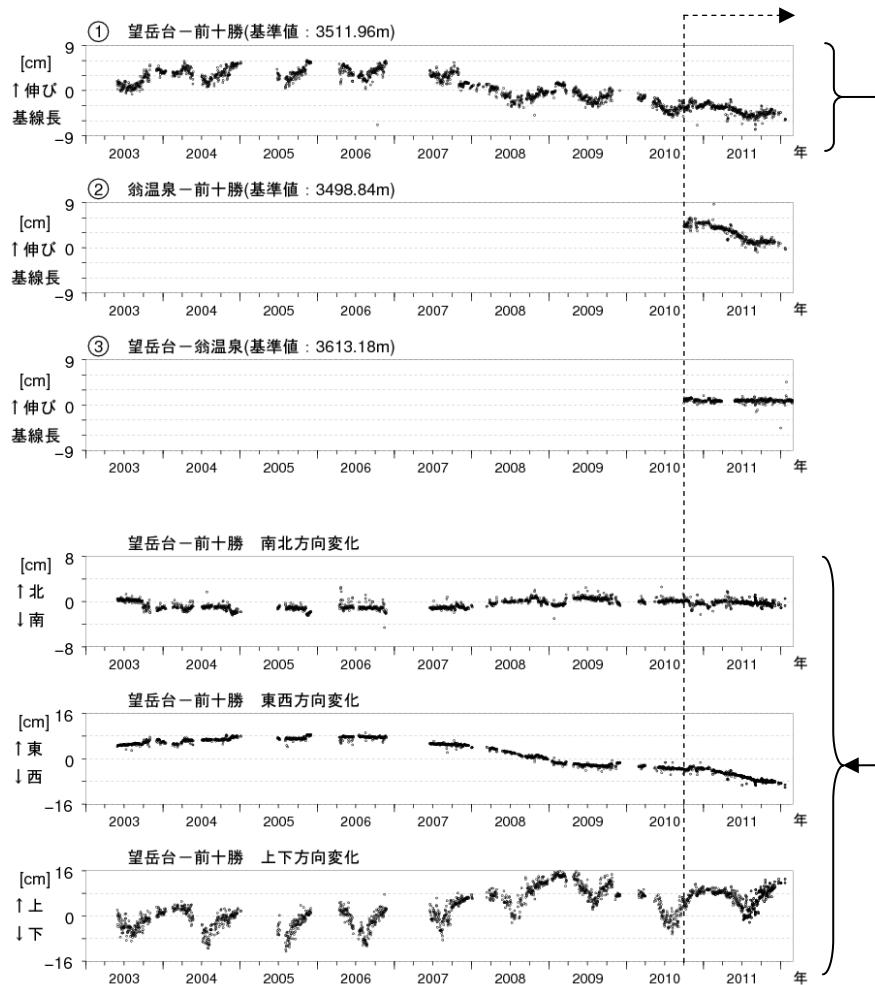 ① 望岳台－前十勝(基準値：3511.96m)
9
[cm]
↑伸び 0
基線長
−9
2003 2004 2005 2006 2007 2008 2009 2010 2011 年
② 翁温泉－前十勝(基準値：3498.84m)
9
[cm]
↑伸び 0
基線長
−9
2003 2004 2005 2006 2007 2008 2009 2010 2011 年
③ 望岳台－翁温泉(基準値：3613.18m)
9
[cm]
↑伸び 0
基線長
−9
2003 2004 2005 2006 2007 2008 2009 2010 2011 年
望岳台－前十勝 南北方向変化
[cm] 8
↑北 0
↓南
−8
2003 2004 2005 2006 2007 2008 2009 2010 2011 年
望岳台－前十勝 東西方向変化
[cm] 16
↑東 0
↓西
−16
2003 2004 2005 2006 2007 2008 2009 2010 2011 年
望岳台－前十勝 上下方向変化
[cm] 16
↑上 0
↓下
−16
2003 2004 2005 2006 2007 2008 2009 2010 2011 年